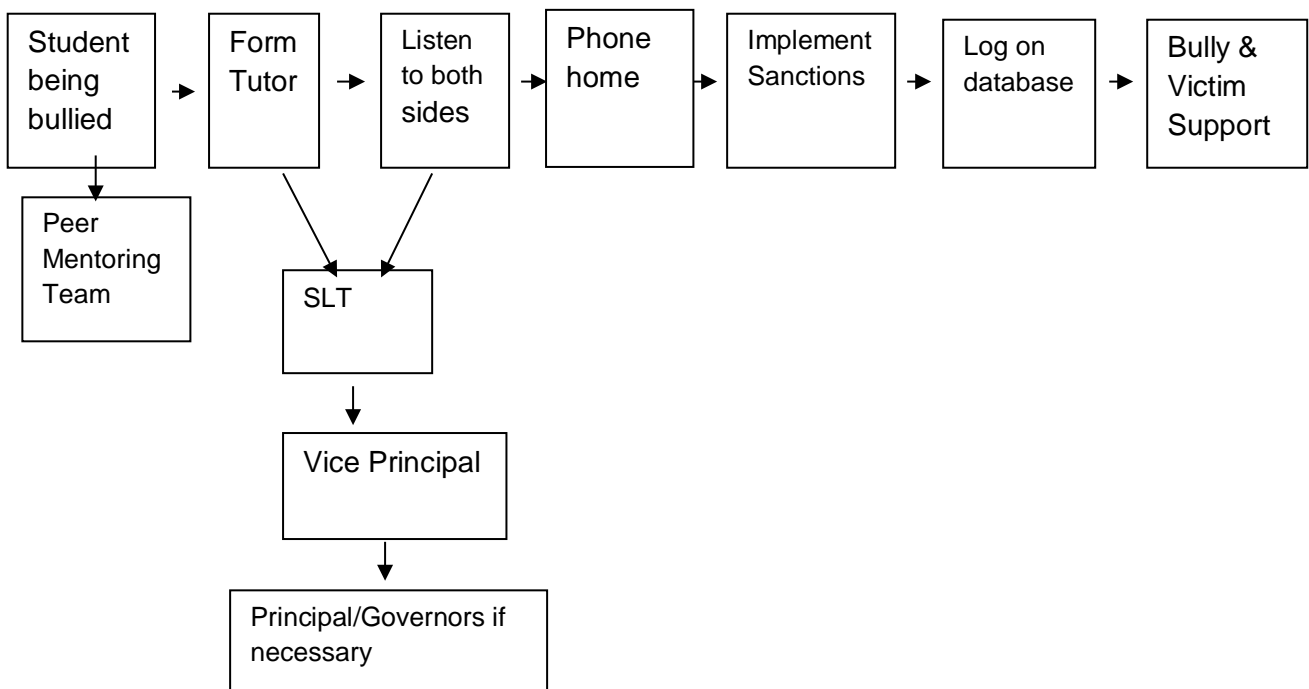 Student
being
bullied
Form
Tutor
Listen
to both
sides
Phone
home
Implement
Sanctions
Log on
database
Bully &
Victim
Support
Peer
Mentoring
Team
SLT
Vice Principal
Principal/Governors if
necessary